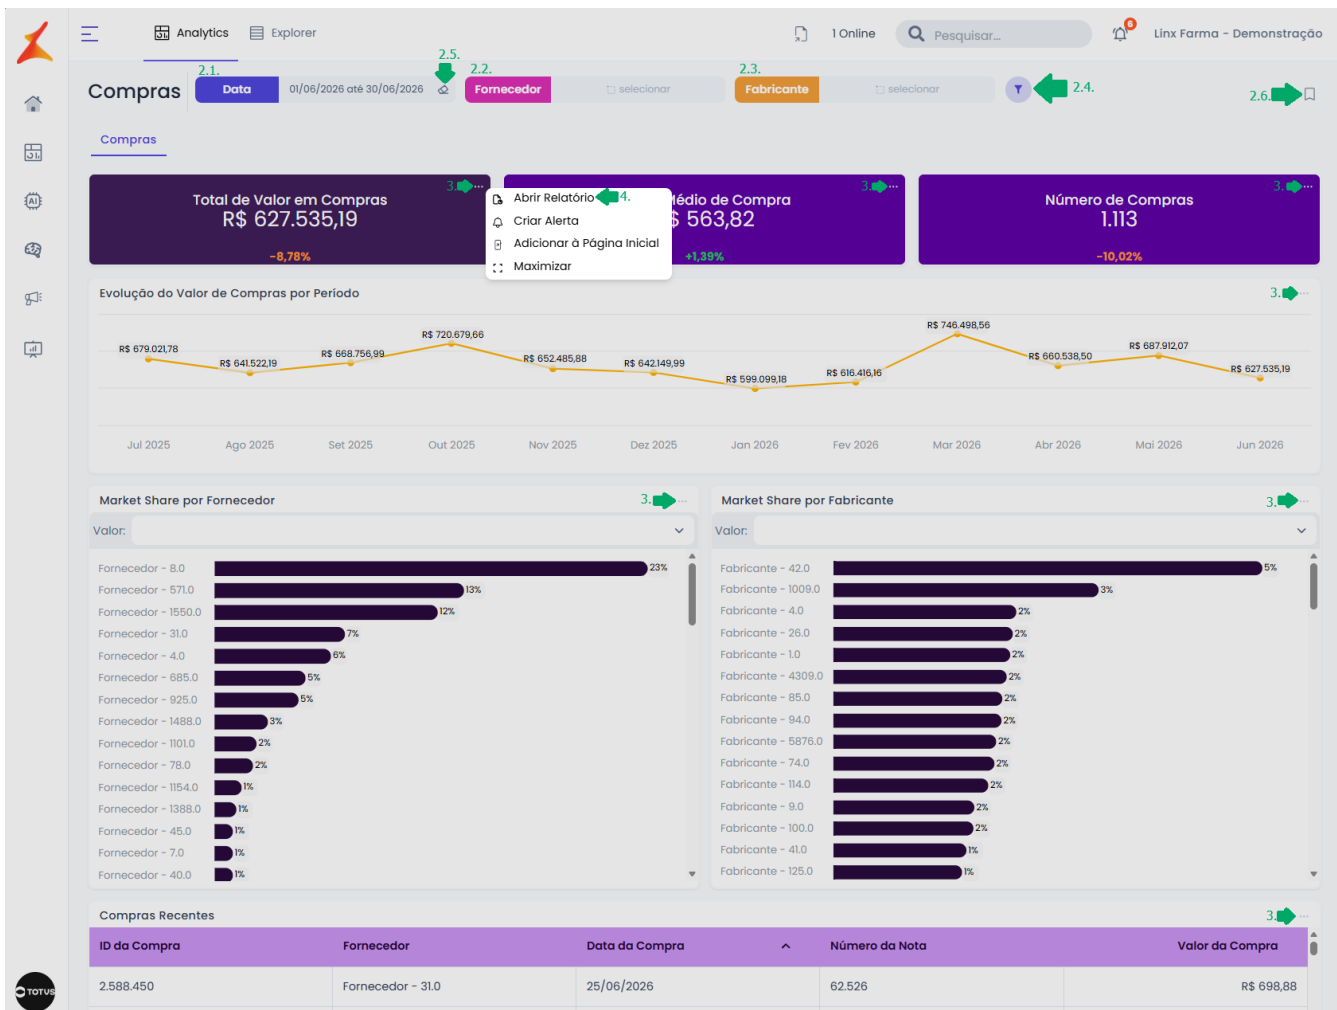 Analytics
Explorer
1 Online
Pesquisar...
6
Linx Farma - Demonstração
Compras
2.1.
Data
01/06/2026 até 30/06/2026
2.5.
2.2.
Fornecedor
selecionar
2.3.
Fabricante
selecionar
2.4.
2.6.
Compras
3.
Total de Valor em Compras
R$ 627.535,19
-8,78%
Abrir Relatório
4.
Criar Alerta
Adicionar à Página Inicial
Maximizar
3.
Médio de Compra
$ 563,82
+1,39%
3.
Número de Compras
1.113
-10,02%
Evolução do Valor de Compras por Período
3.
R$ 679.021,78
R$ 641.522,19
R$ 668.756,99
R$ 720.679,66
R$ 652.485,88
R$ 642.149,99
R$ 599.099,18
R$ 616.416,16
R$ 746.498,56
R$ 660.538,50
R$ 687.912,07
R$ 627.535,19
Jul 2025
Ago 2025
Set 2025
Out 2025
Nov 2025
Dez 2025
Jan 2026
Fev 2026
Mar 2026
Abr 2026
Mai 2026
Jun 2026
Market Share por Fornecedor
3.
Valor:
Fornecedor - 8.0 23%
Fornecedor - 571.0 13%
Fornecedor - 1550.0 12%
Fornecedor - 31.0 7%
Fornecedor - 4.0 6%
Fornecedor - 685.0 5%
Fornecedor - 925.0 5%
Fornecedor - 1488.0 3%
Fornecedor - 1101.0 2%
Fornecedor - 78.0 2%
Fornecedor - 1154.0 1%
Fornecedor - 1388.0 1%
Fornecedor - 45.0 1%
Fornecedor - 7.0 1%
Fornecedor - 40.0 1%
Market Share por Fabricante
3.
Valor:
Fabricante - 42.0 5%
Fabricante - 1009.0 3%
Fabricante - 4.0 2%
Fabricante - 26.0 2%
Fabricante - 1.0 2%
Fabricante - 4309.0 2%
Fabricante - 85.0 2%
Fabricante - 94.0 2%
Fabricante - 5876.0 2%
Fabricante - 74.0 2%
Fabricante - 114.0 2%
Fabricante - 9.0 2%
Fabricante - 100.0 2%
Fabricante - 41.0 1%
Fabricante - 125.0 1%
Compras Recentes
3.
ID da Compra Fornecedor Data da Compra Número da Nota Valor da Compra
2.588.450 Fornecedor - 31.0 25/06/2026 62.526 R$ 698,88
AI
TOTVS